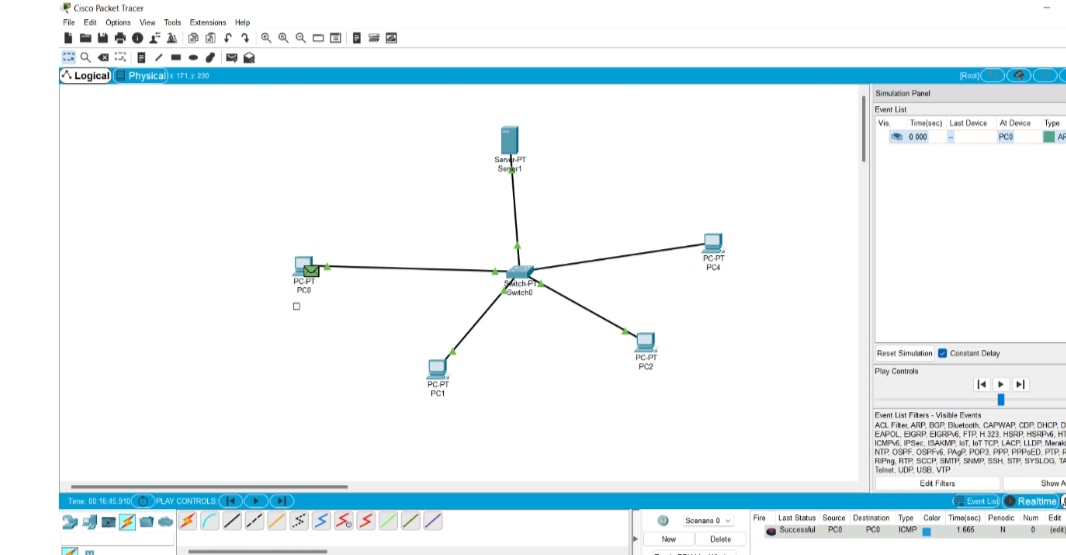 Cisco Packet Tracer
File Edit Options View Tools Extensions Help
Logical Physical x: 171, y: 230 [Root]
Simulation Panel
Event List
Vis. Time(sec) Last Device At Device Type
0.000 -- PC0 AR
Server-PT
Server1
PC-PT
PC4
PC-PT
PC0
Switch-PT
Switch0
PC-PT
PC2
PC-PT
PC1
Reset Simulation Constant Delay
Play Controls
Event List Filters - Visible Events
ACL Filter, ARP, BGP, Bluetooth, CAPWAP, CDP, DHCP, D
EAPOL, EIGRP, EIGRPv6, FTP, H.323, HSRP, HSRPv6, HT
ICMPv6, IPSec, ISAKMP, IoT, IoT TCP, LACP, LLDP, Meraki
NTP, OSPF, OSPFv6, PAgP, POP3, PPP, PPPoED, PTP, R
RIPng, RTP, SCCP, SMTP, SNMP, SSH, STP, SYSLOG, TA
Telnet, UDP, USB, VTP
Edit Filters Show A
Time: 00:16:45.910 PLAY CONTROLS: Event List Realtime
Scenario 0 Fire Last Status Source Destination Type Color Time(sec) Periodic Num Edit
Successful PC0 PC0 ICMP 1.665 N 0 (edit)
New Delete